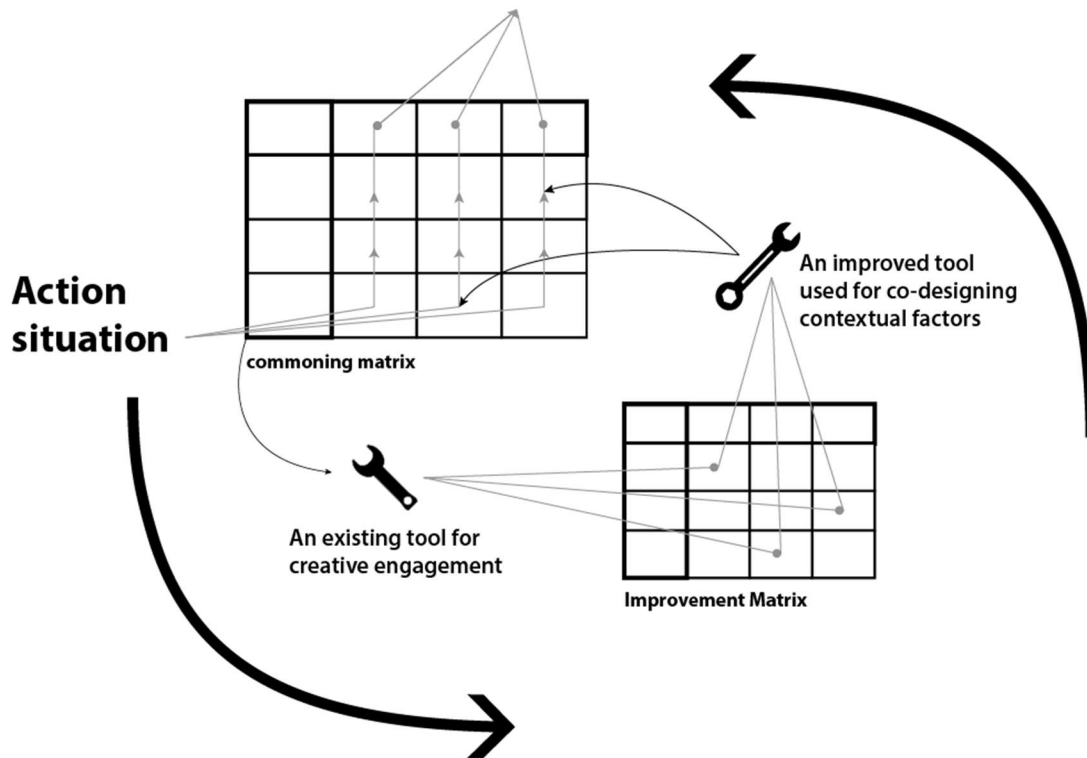 Action
situation
commoning matrix
An improved tool
used for co-designing
contextual factors
An existing tool for
creative engagement
Improvement Matrix